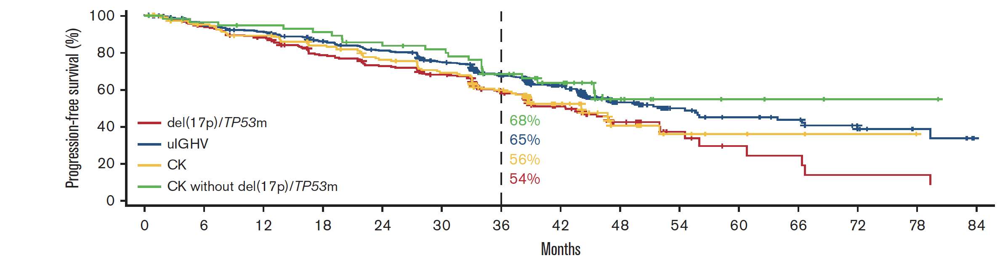 Progression-free survival (%)
100
80
60
40
20
0
del(17p)/TP53m
uIGHV
CK
CK without del(17p)/TP53m
68%
65%
56%
54%
0 6 12 18 24 30 36 42 48 54 60 66 72 78 84
Months